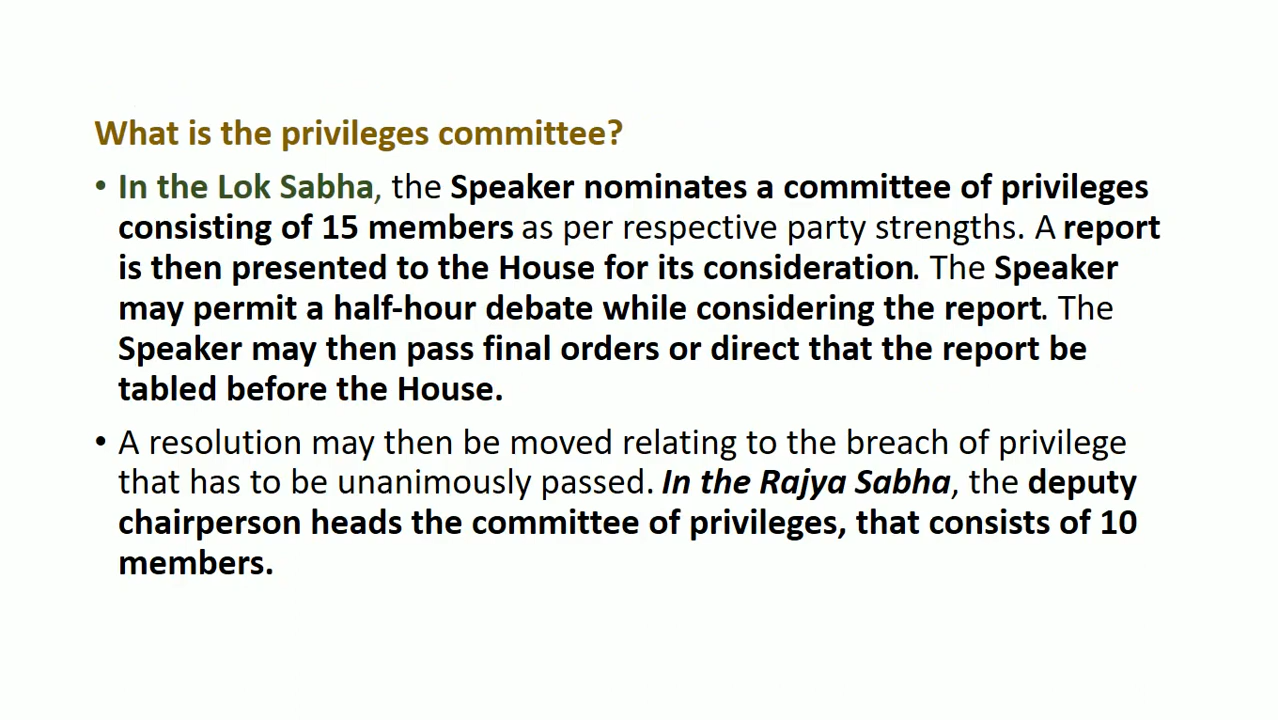 What is the privileges committee?
• In the Lok Sabha, the Speaker nominates a committee of privileges
consisting of 15 members as per respective party strengths. A report
is then presented to the House for its consideration. The Speaker
may permit a half-hour debate while considering the report. The
Speaker may then pass final orders or direct that the report be
tabled before the House.
• A resolution may then be moved relating to the breach of privilege
that has to be unanimously passed. In the Rajya Sabha, the deputy
chairperson heads the committee of privileges, that consists of 10
members.